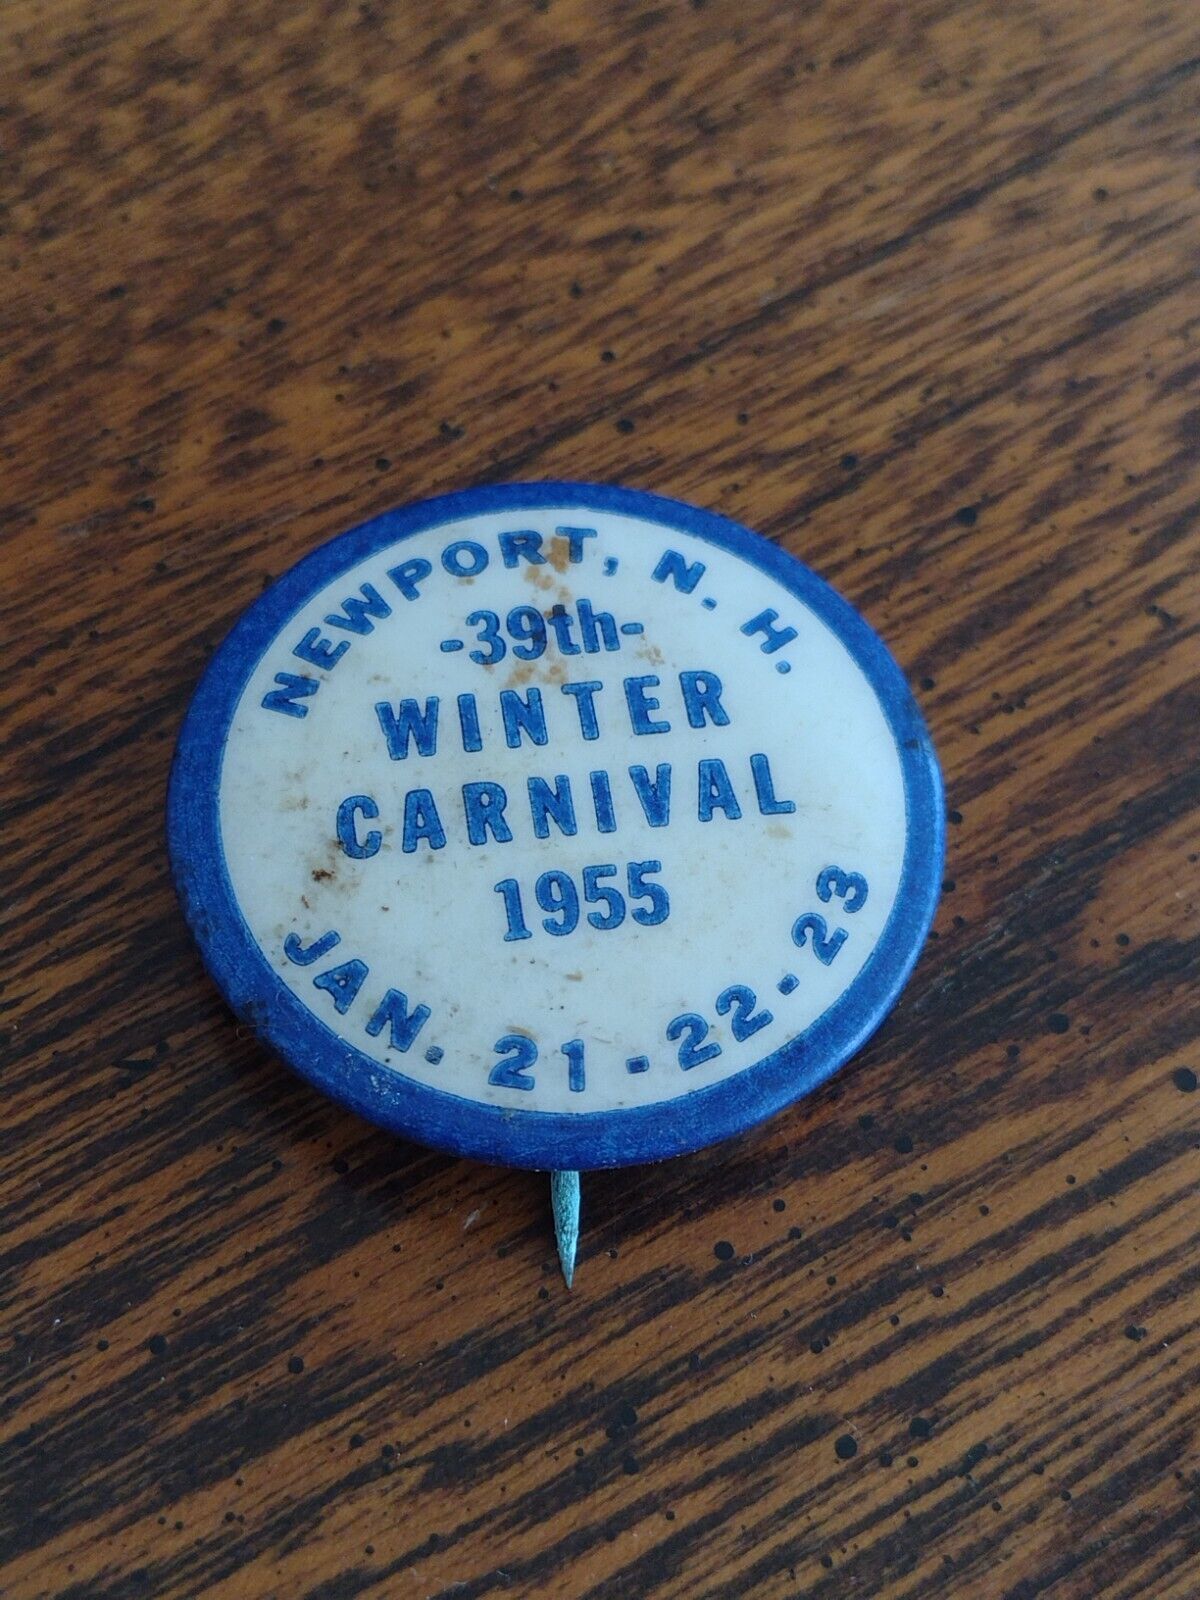 NEWPORT, N. H.
-39th-
WINTER
CARNIVAL
1955
JAN. 21-22-23